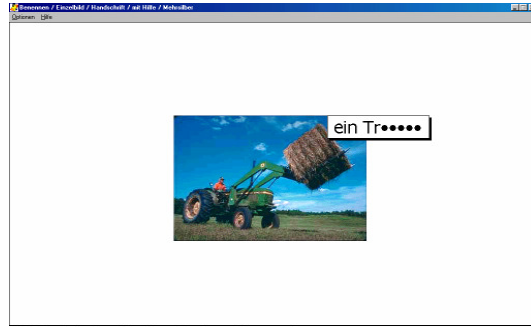 Benennen / Einzelbild / Handschrift / mit Hilfe / Mehrsilber
Optionen Hilfe
ein Tr•••••